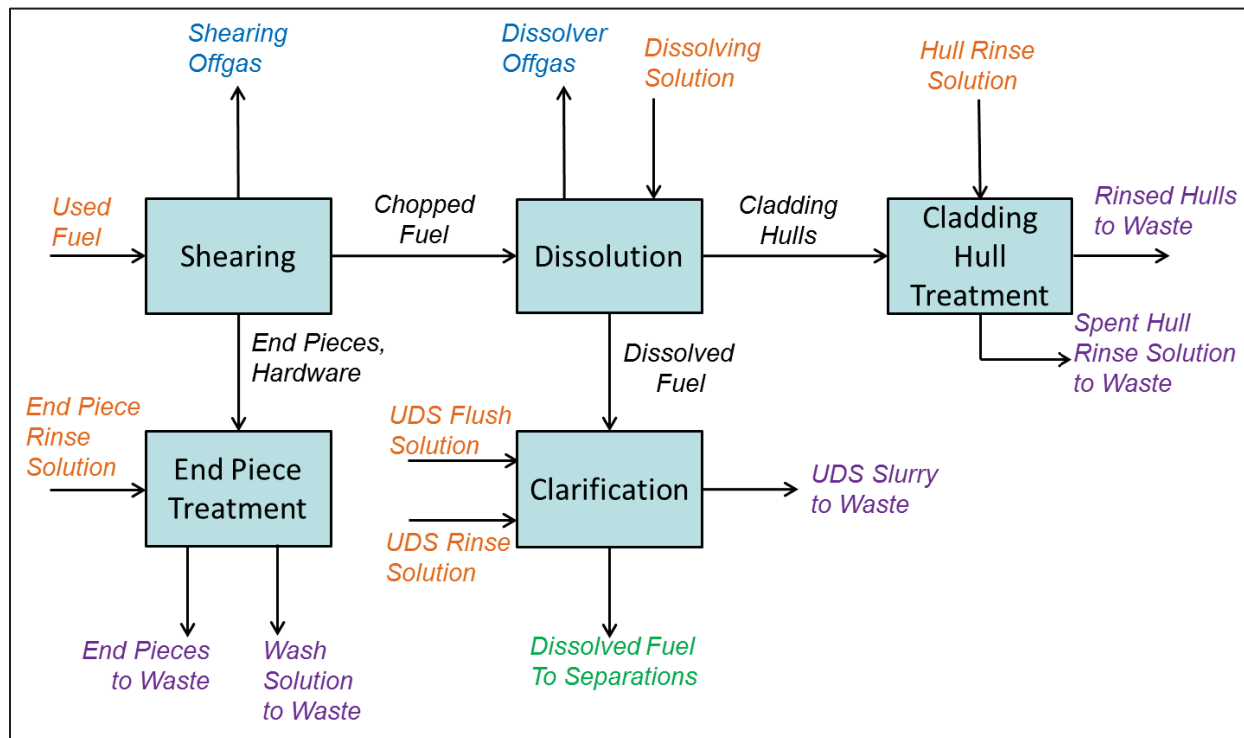 Shearing
Offgas
Dissolver
Offgas
Dissolving
Solution
Hull Rinse
Solution
Used
Fuel
Shearing
Chopped
Fuel
Dissolution
Cladding
Hulls
Cladding
Hull
Treatment
Rinsed Hulls
to Waste
Spent Hull
Rinse Solution
to Waste
End Pieces,
Hardware
Dissolved
Fuel
End Piece
Rinse
Solution
End Piece
Treatment
UDS Flush
Solution
UDS Rinse
Solution
Clarification
UDS Slurry
to Waste
End Pieces
to Waste
Wash
Solution
to Waste
Dissolved Fuel
To Separations